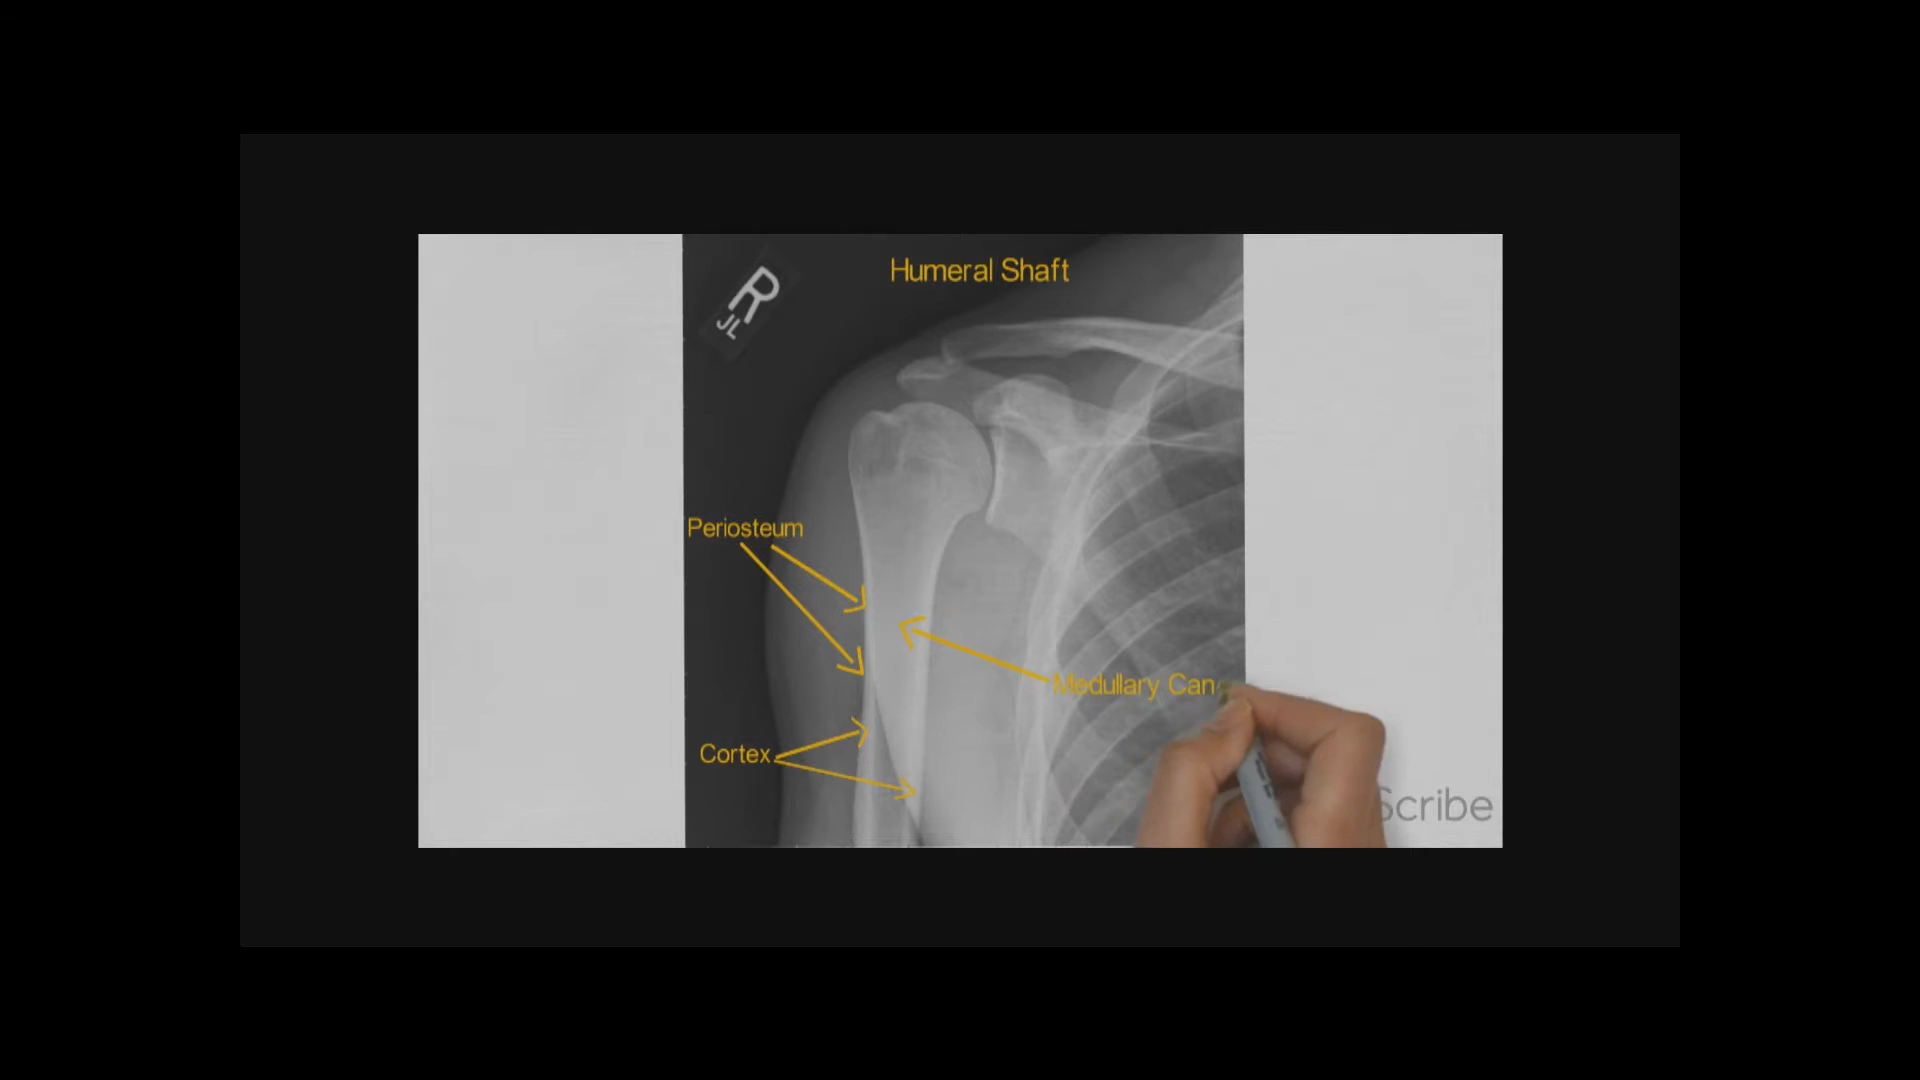 Humeral Shaft
R
JL
Periosteum
Medullary Can
Cortex
Scribe